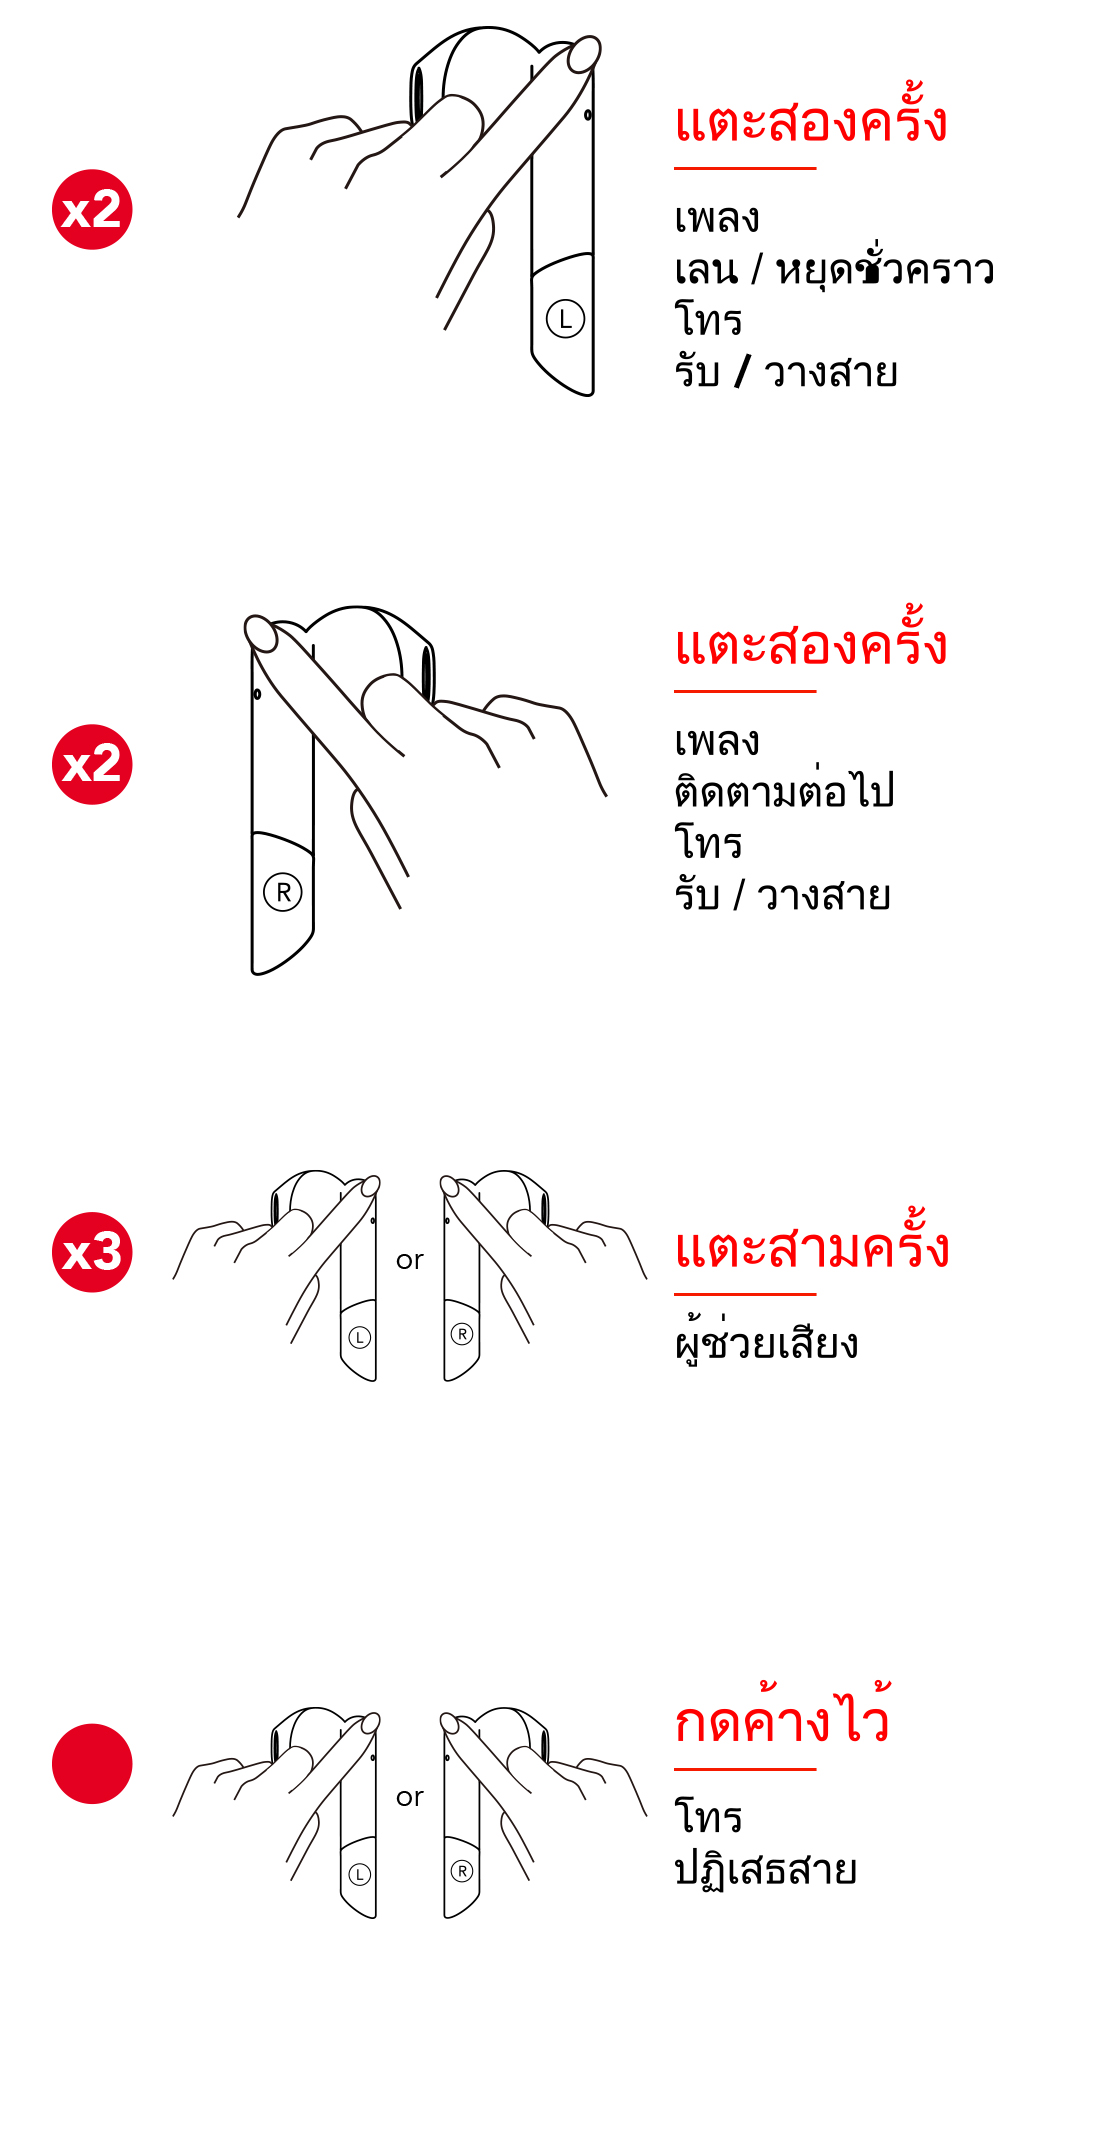 แตะสองครั้ง
x2
เพลง
เลน / หยุดชั่วคราว
โทร
รับ / วางสาย
L
แตะสองครั้ง
x2
เพลง
ติดตามต่อไป
โทร
รับ / วางสาย
R
แตะสามครั้ง
x3
or
ผู้ช่วยเสียง
L
R
กดค้างไว้
or
โทร
ปฏิเสธสาย
L
R